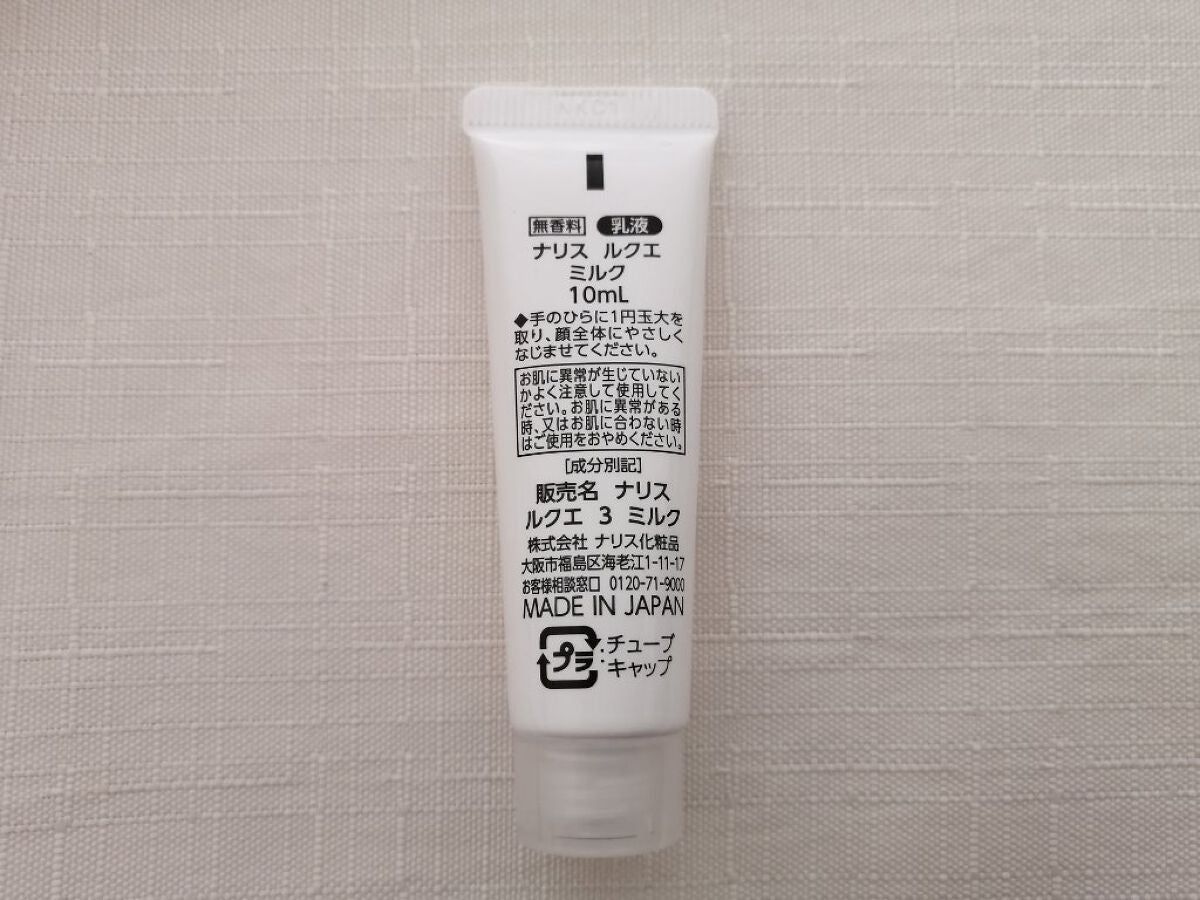 無香料 乳液
ナリス ルクエ
ミルク
10mL
◆手のひらに1円玉大を
取り、顔全体にやさしく
なじませてください。
お肌に異常が生じていない
かよく注意して使用してく
ださい。お肌に異常がある
時、又はお肌に合わない時
はご使用をおやめください。
[成分別記]
販売名 ナリス
ルクエ 3 ミルク
株式会社 ナリス化粧品
大阪市福島区海老江1-11-17
お客様相談窓口 0120-71-9000
MADE IN JAPAN
プラ :チューブ
キャップ